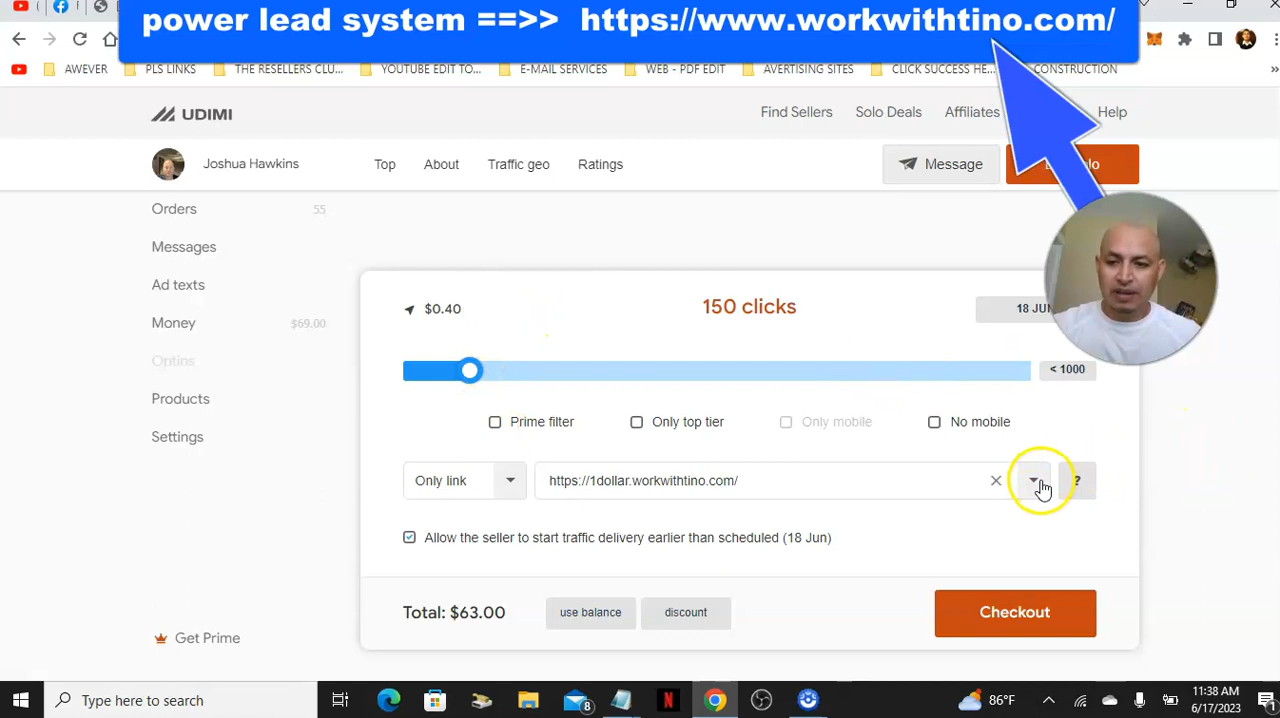 power lead system ==>> https://www.workwithtino.com/
AWEVER
PLS LINKS
THE RESELLERS CLU...
YOUTUBE EDIT TO...
E-MAIL SERVICES
WEB - PDF EDIT
AVERTISING SITES
CLICK SUCCESS HE...
CONSTRUCTION
UDIMI
Find Sellers
Solo Deals
Affiliates
Help
Joshua Hawkins
Top
About
Traffic geo
Ratings
Message
Orders 55
Messages
Ad texts
Money $69.00
Optins
Products
Settings
Get Prime
$0.40
150 clicks
18 JUN
< 1000
Prime filter
Only top tier
Only mobile
No mobile
Only link
https://1dollar.workwithtino.com/
?
Allow the seller to start traffic delivery earlier than scheduled (18 Jun)
Total: $63.00
use balance
discount
Checkout
Type here to search
8
N
86°F
11:38 AM
6/17/2023
1